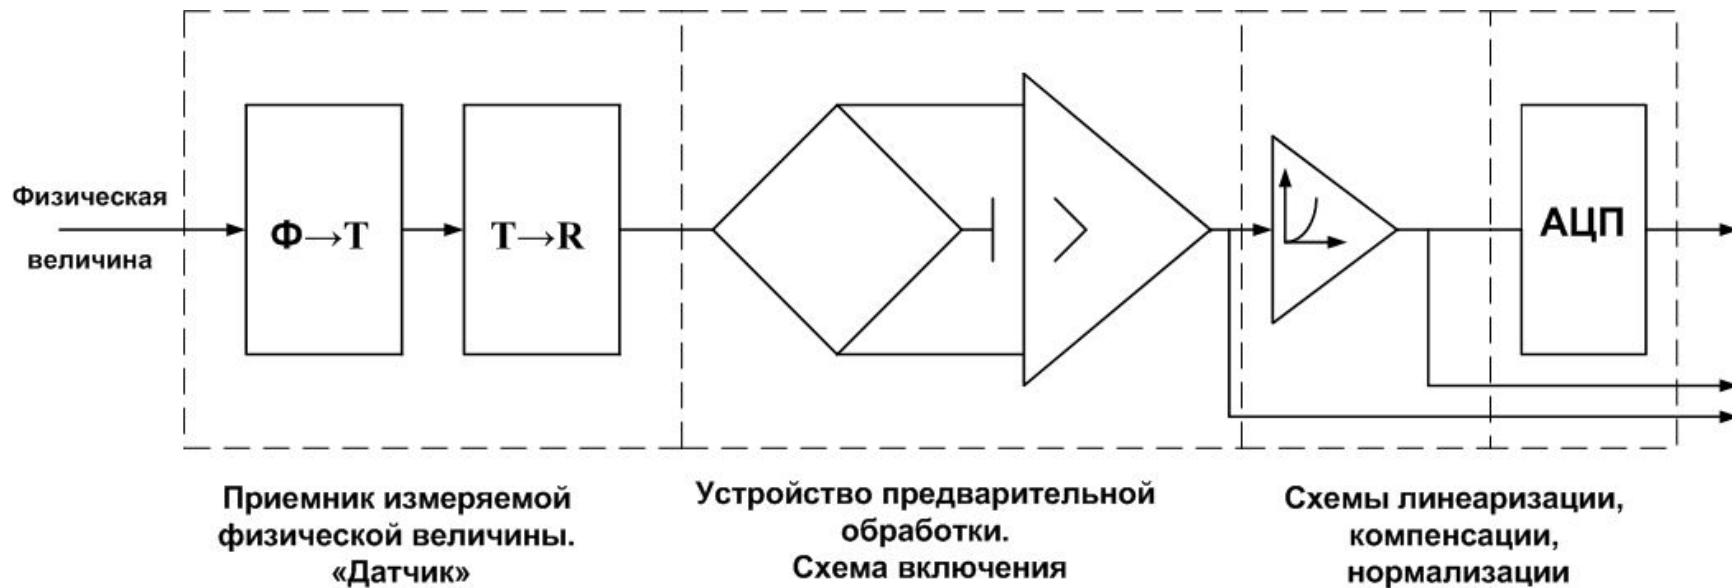 Физическая
величина
Ф→T
T→R
АЦП
Приемник измеряемой
физической величины.
«Датчик»
Устройство предварительной
обработки.
Схема включения
Схемы линеаризации,
компенсации,
нормализации